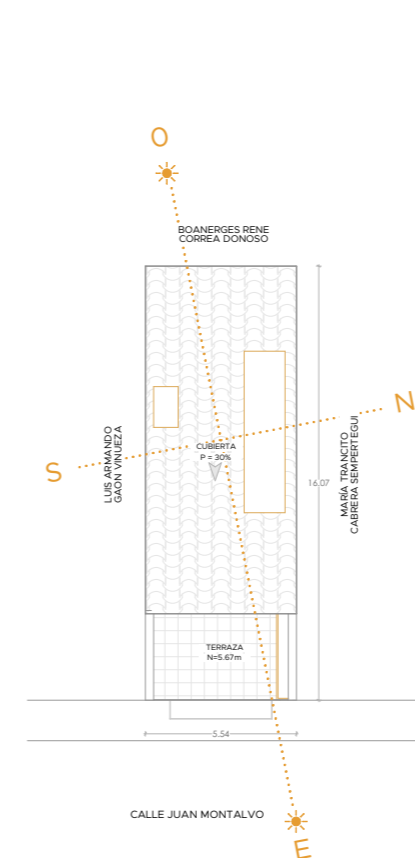 O
BOANERGES RENE
CORREA DONOSO
N
LUIS ARMANDO
GAON VINUEZA
CUBIERTA
P = 30%
S
16.07
MARÍA TRANCITO
CABRERA SEMPERTEGUI
TERRAZA
N=5.67m
5.54
CALLE JUAN MONTALVO
E